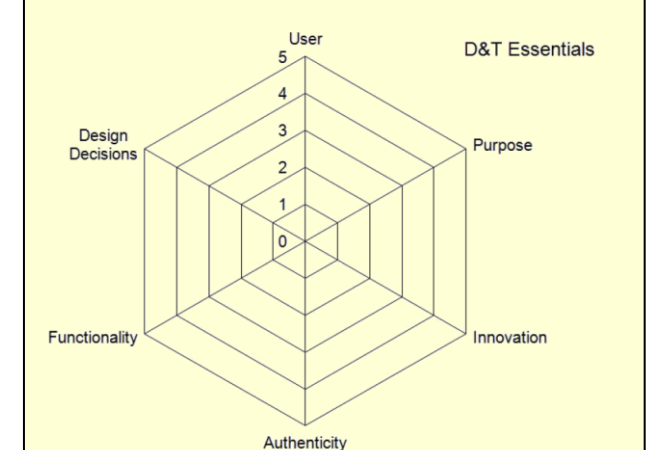 User
D&T Essentials
5
4
3
2
1
0
Design
Decisions
Purpose
Functionality
Innovation
Authenticity